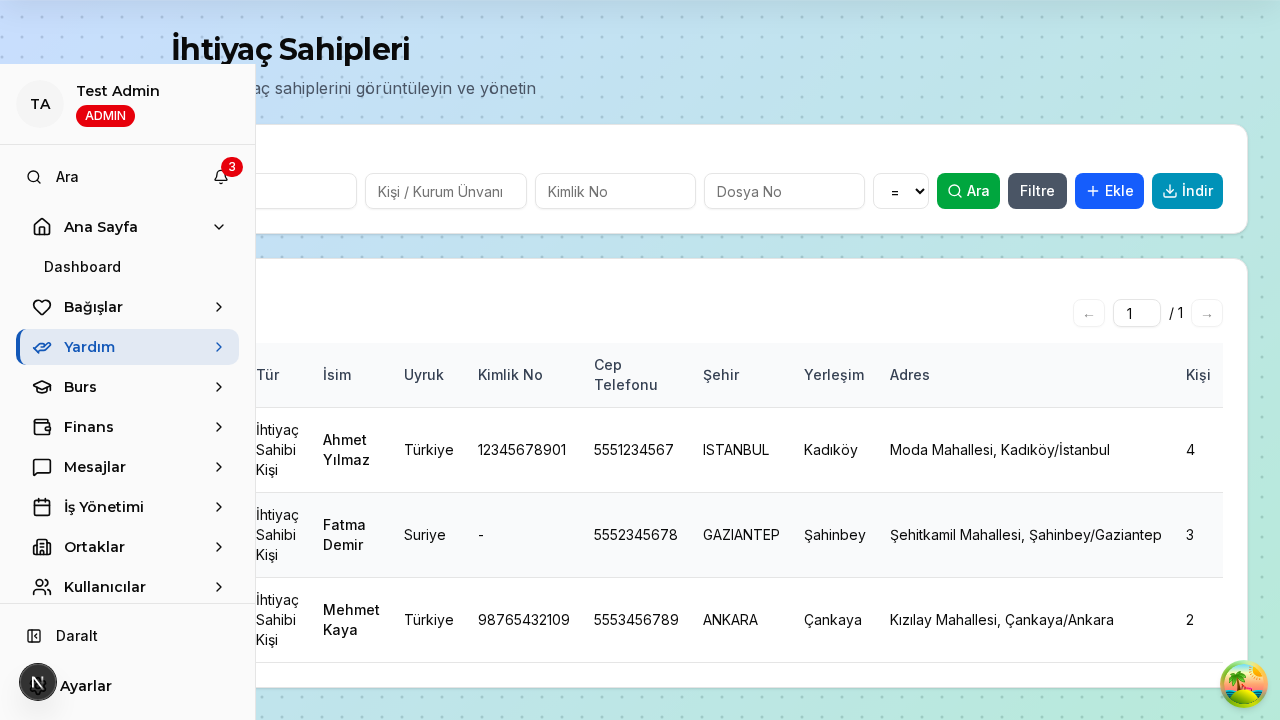 İhtiyaç Sahipleri
aç sahiplerini görüntüleyin ve yönetin
TA
Test Admin
ADMIN
Ara
3
Ana Sayfa
Dashboard
Bağışlar
Yardım
Burs
Finans
Mesajlar
İş Yönetimi
Ortaklar
Kullanıcılar
Daralt
Ayarlar
N
Kişi / Kurum Ünvanı
Kimlik No
Dosya No
=
Ara
Filtre
+ Ekle
İndir
←
1
/ 1
→
Tür
İsim
Uyruk
Kimlik No
Cep
Telefonu
Şehir
Yerleşim
Adres
Kişi
İhtiyaç
Sahibi
Kişi
Ahmet
Yılmaz
Türkiye
12345678901
5551234567
ISTANBUL
Kadıköy
Moda Mahallesi, Kadıköy/İstanbul
4
İhtiyaç
Sahibi
Kişi
Fatma
Demir
Suriye
-
5552345678
GAZIANTEP
Şahinbey
Şehitkamil Mahallesi, Şahinbey/Gaziantep
3
İhtiyaç
Sahibi
Kişi
Mehmet
Kaya
Türkiye
98765432109
5553456789
ANKARA
Çankaya
Kızılay Mahallesi, Çankaya/Ankara
2